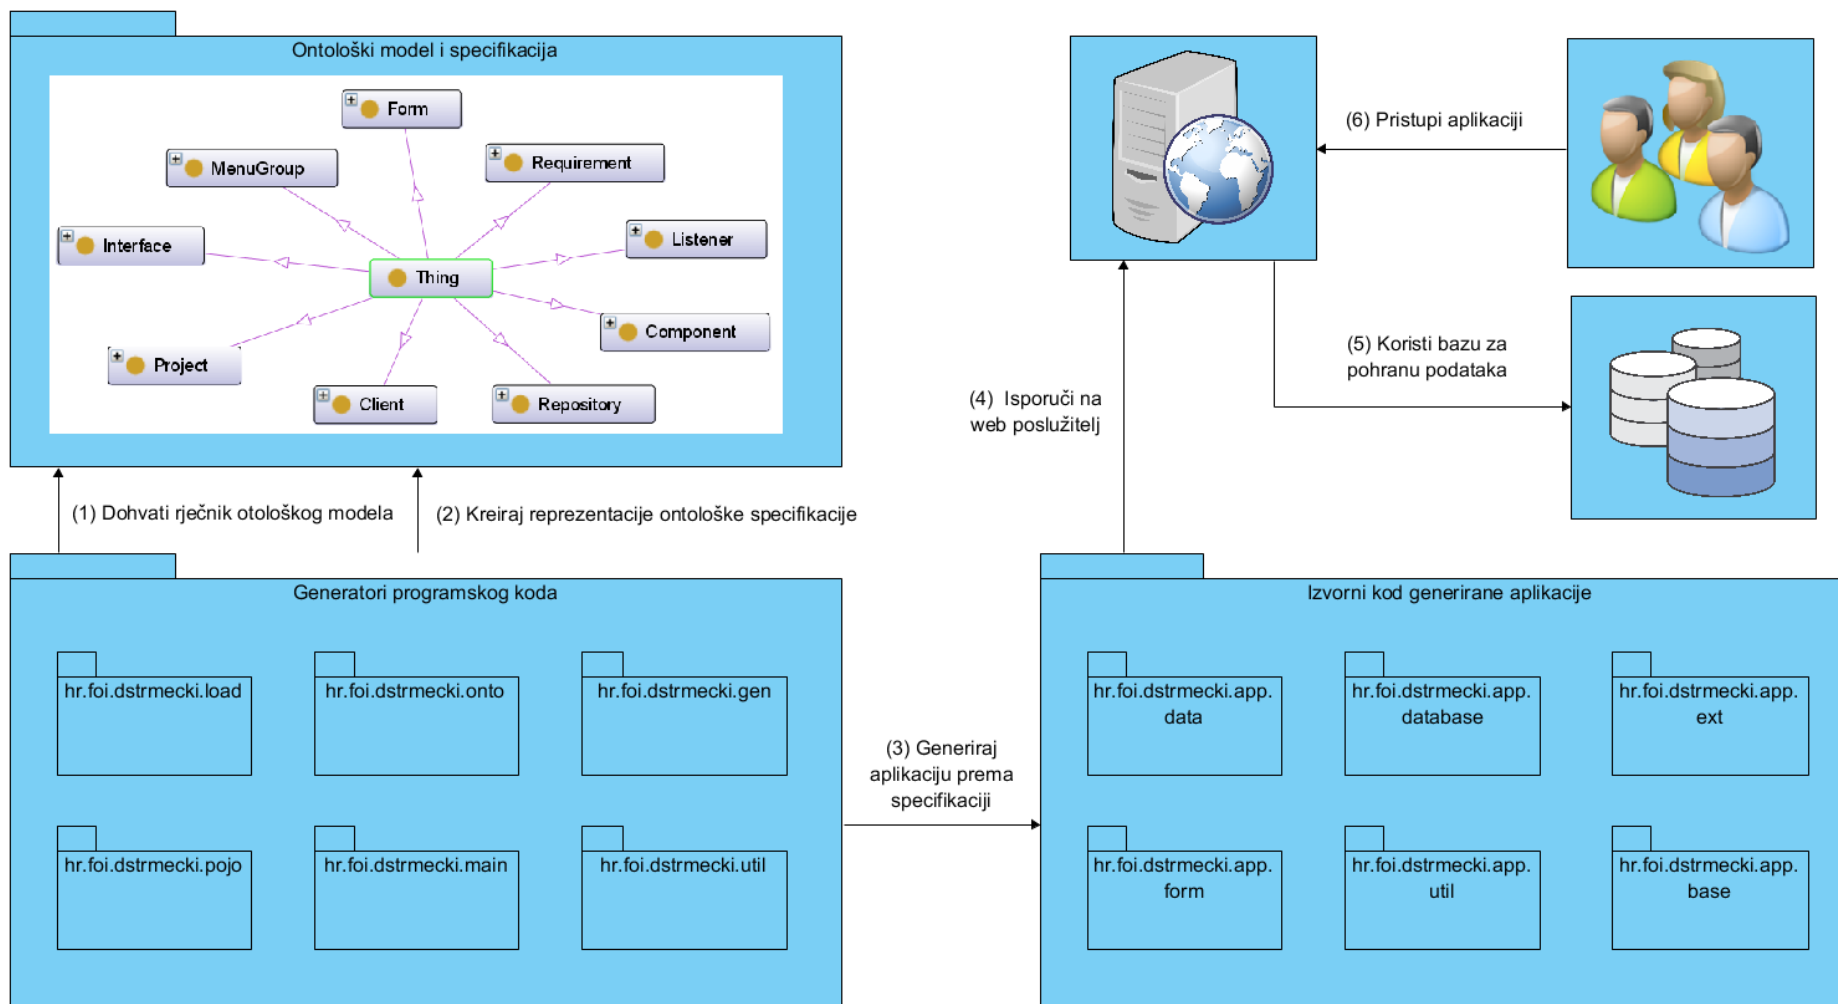 Ontološki model i specifikacija
Form
MenuGroup
Requirement
Interface
Listener
Thing
Component
Project
Client
Repository
(1) Dohvati rječnik otološkog modela
(2) Kreiraj reprezentacije ontološke specifikacije
Generatori programskog koda
hr.foi.dstrmecki.load
hr.foi.dstrmecki.onto
hr.foi.dstrmecki.gen
hr.foi.dstrmecki.pojo
hr.foi.dstrmecki.main
hr.foi.dstrmecki.util
(3) Generiraj
aplikaciju prema
specifikaciji
Izvorni kod generirane aplikacije
hr.foi.dstrmecki.app.
data
hr.foi.dstrmecki.app.
database
hr.foi.dstrmecki.app.
ext
hr.foi.dstrmecki.app.
form
hr.foi.dstrmecki.app.
util
hr.foi.dstrmecki.app.
base
(4) Isporuči na
web poslužitelj
(5) Koristi bazu za
pohranu podataka
(6) Pristupi aplikaciji